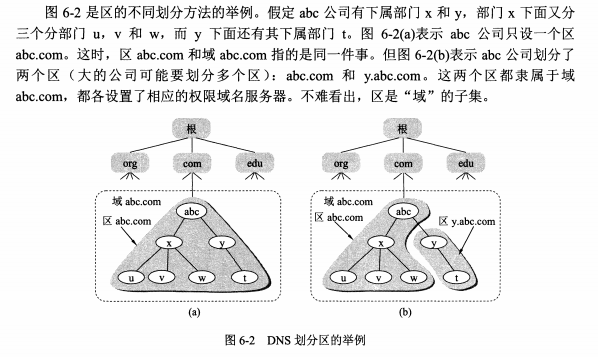 图 6-2 是区的不同划分方法的举例。假定 abc 公司有下属部门 x 和 y，部门 x 下面又分
三个分部门 u，v 和 w，而 y 下面还有其下属部门 t。图 6-2(a)表示 abc 公司只设一个区
abc.com。这时，区 abc.com 和域 abc.com 指的是同一件事。但图 6-2(b)表示 abc 公司划分了
两个区（大的公司可能要划分多个区）：abc.com 和 y.abc.com。这两个区都隶属于域
abc.com，都各设置了相应的权限域名服务器。不难看出，区是“域”的子集。
根
org com edu
域 abc.com
区 abc.com
abc
x y
u v w t
(a)
根
org com edu
域 abc.com
区 abc.com
区 y.abc.com
abc
x y
u v w t
(b)
图 6-2 DNS 划分区的举例